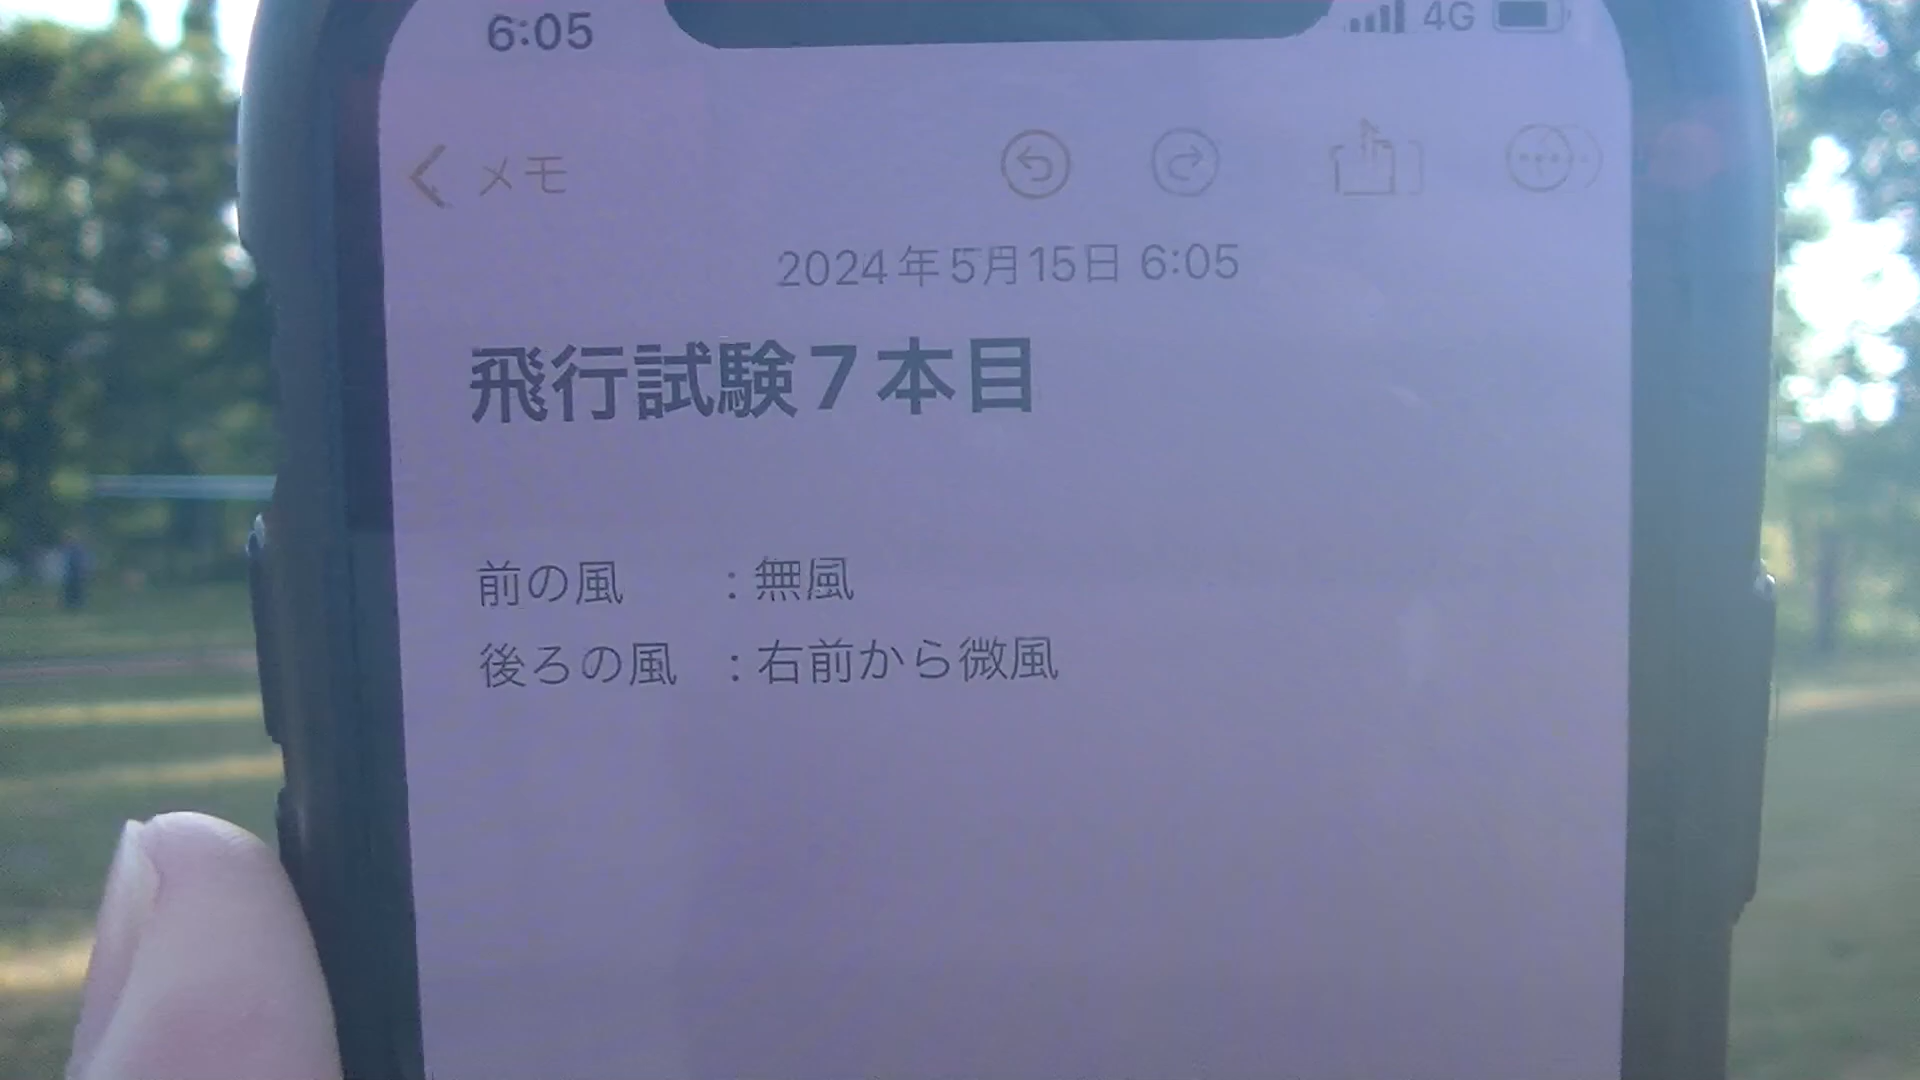 6:05 4G
メモ
2024年5月15日 6:05
飛行試験7本目
前の風 : 無風
後ろの風 : 右前から微風